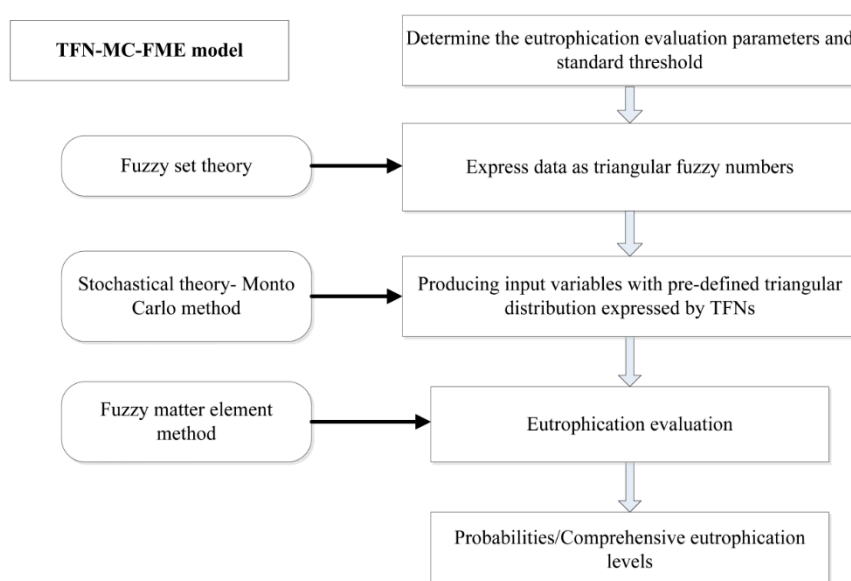 TFN-MC-FME model
Determine the eutrophication evaluation parameters and
standard threshold
Fuzzy set theory
Express data as triangular fuzzy numbers
Stochastical theory- Monto
Carlo method
Producing input variables with pre-defined triangular
distribution expressed by TFNs
Fuzzy matter element
method
Eutrophication evaluation
Probabilities/Comprehensive eutrophication
levels